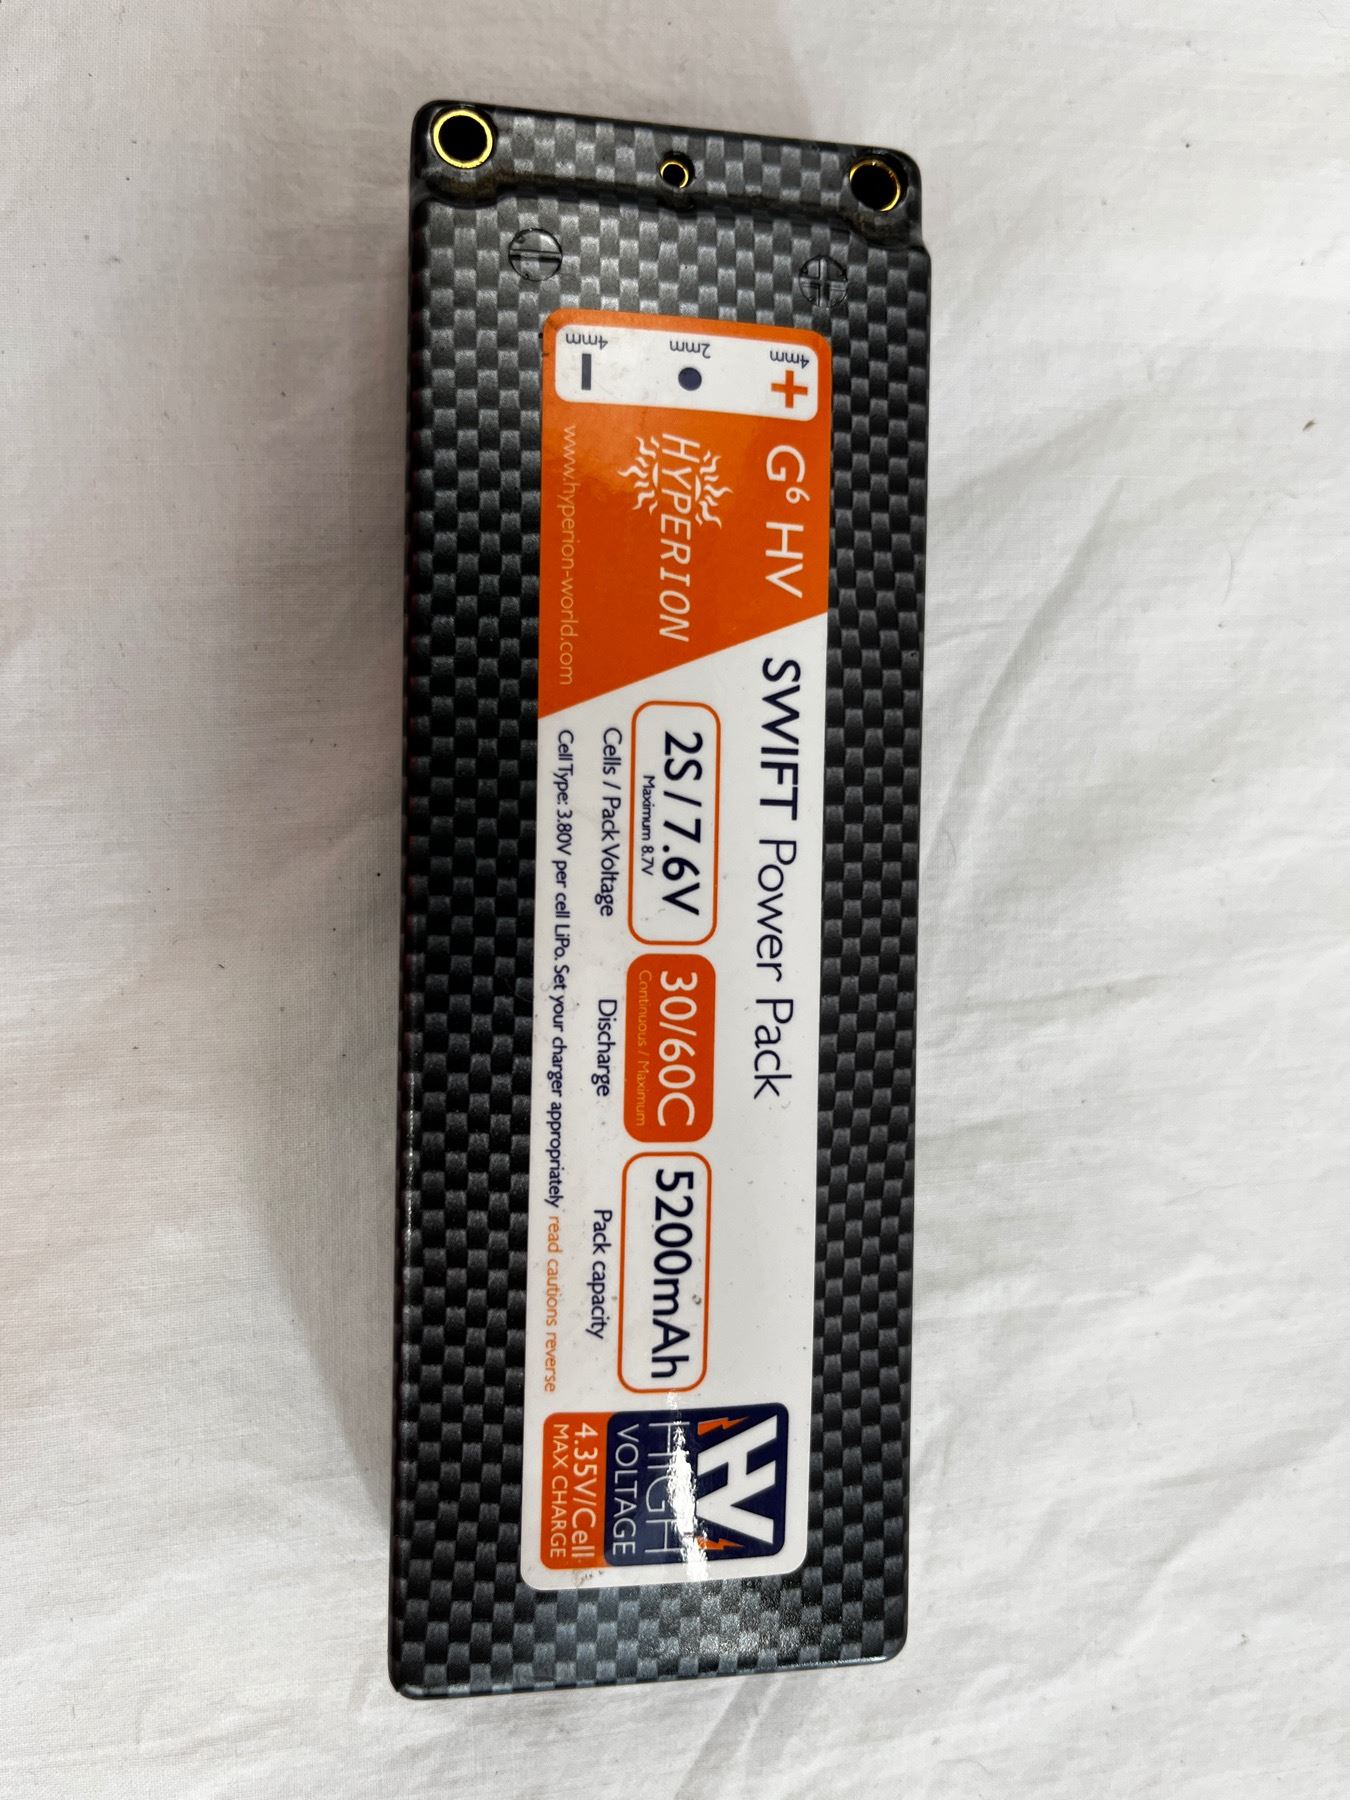 4mm
+
2mm
4mm
−
G⁶ HV
HYPERION
www.hyperion-world.com
SWIFT Power Pack
2S / 7.6V
Maximum 8.7V
Cells / Pack Voltage
30/60C
Continuous / Maximum
Discharge
5200mAh
Pack capacity
Cell Type: 3.80V per cell LiPo. Set your charger appropriately read cautions reverse
HV
HIGH
VOLTAGE
4.35V/Cell
MAX CHARGE